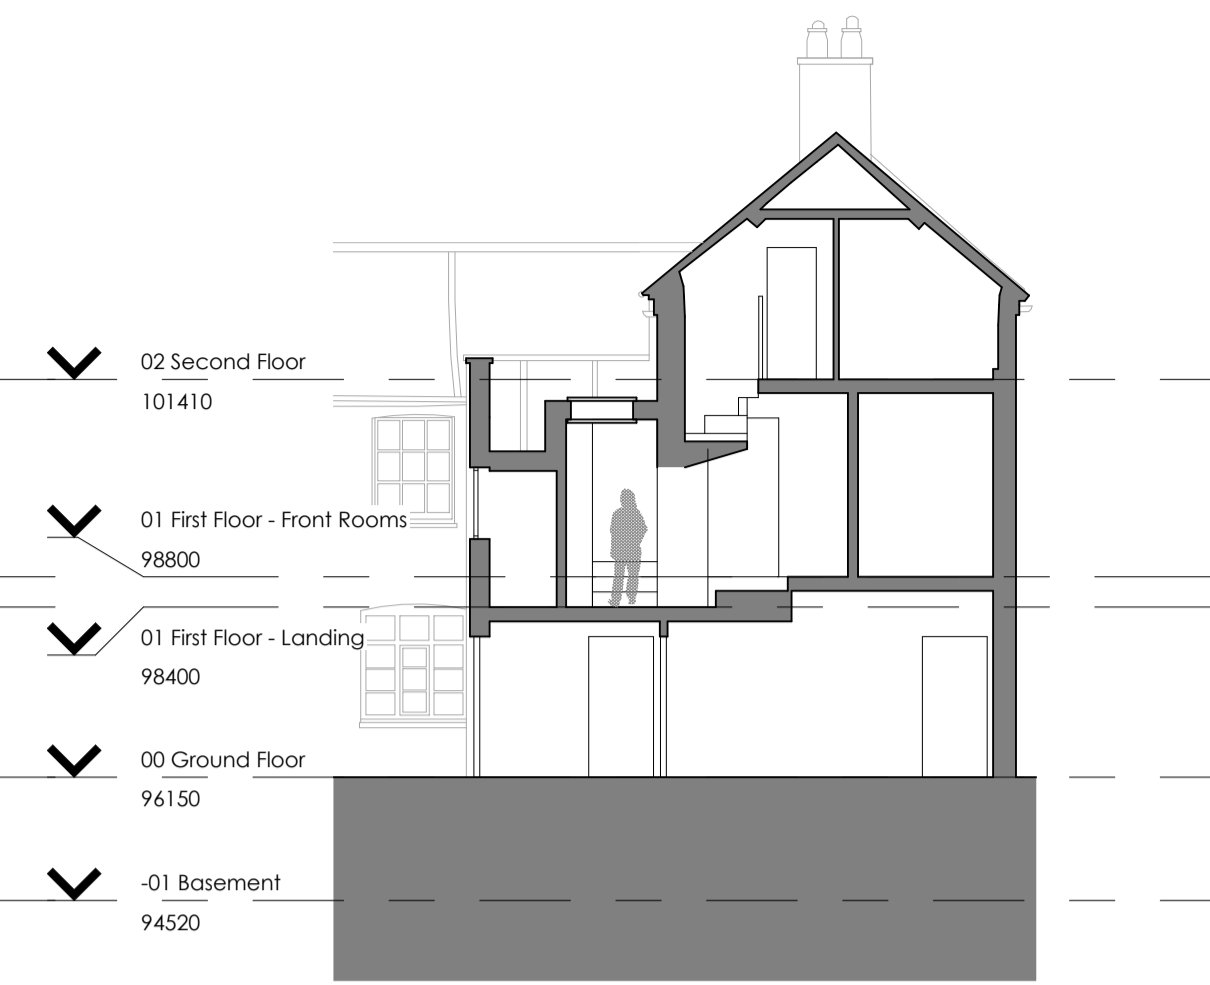 02 Second Floor
101410
01 First Floor - Front Rooms
98800
01 First Floor - Landing
98400
00 Ground Floor
96150
-01 Basement
94520